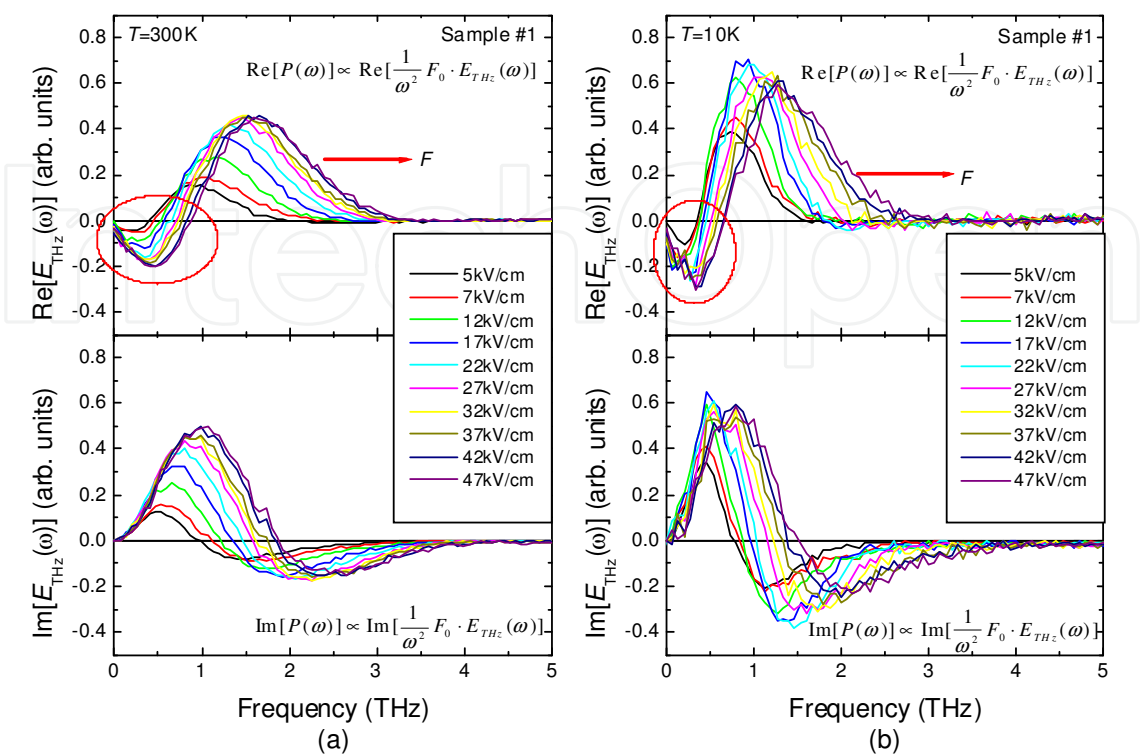 T=300K
Sample #1
Re[P(ω)] ∝ Re[1/ω² F₀ · E_THz(ω)]
F
Re[E_THz(ω)] (arb. units)
0.8
0.6
0.4
0.2
0.0
-0.2
-0.4
5kV/cm
7kV/cm
12kV/cm
17kV/cm
22kV/cm
27kV/cm
32kV/cm
37kV/cm
42kV/cm
47kV/cm
Im[E_THz(ω)] (arb. units)
0.8
0.6
0.4
0.2
0.0
-0.2
-0.4
Im[P(ω)] ∝ Im[1/ω² F₀ · E_THz(ω)]
0 1 2 3 4 5
Frequency (THz)
(a)
T=10K
Sample #1
Re[P(ω)] ∝ Re[1/ω² F₀ · E_THz(ω)]
F
Re[E_THz(ω)] (arb. units)
0.8
0.6
0.4
0.2
0.0
-0.2
-0.4
5kV/cm
7kV/cm
12kV/cm
17kV/cm
22kV/cm
27kV/cm
32kV/cm
37kV/cm
42kV/cm
47kV/cm
Im[E_THz(ω)] (arb. units)
0.8
0.6
0.4
0.2
0.0
-0.2
-0.4
Im[P(ω)] ∝ Im[1/ω² F₀ · E_THz(ω)]
0 1 2 3 4 5
Frequency (THz)
(b)